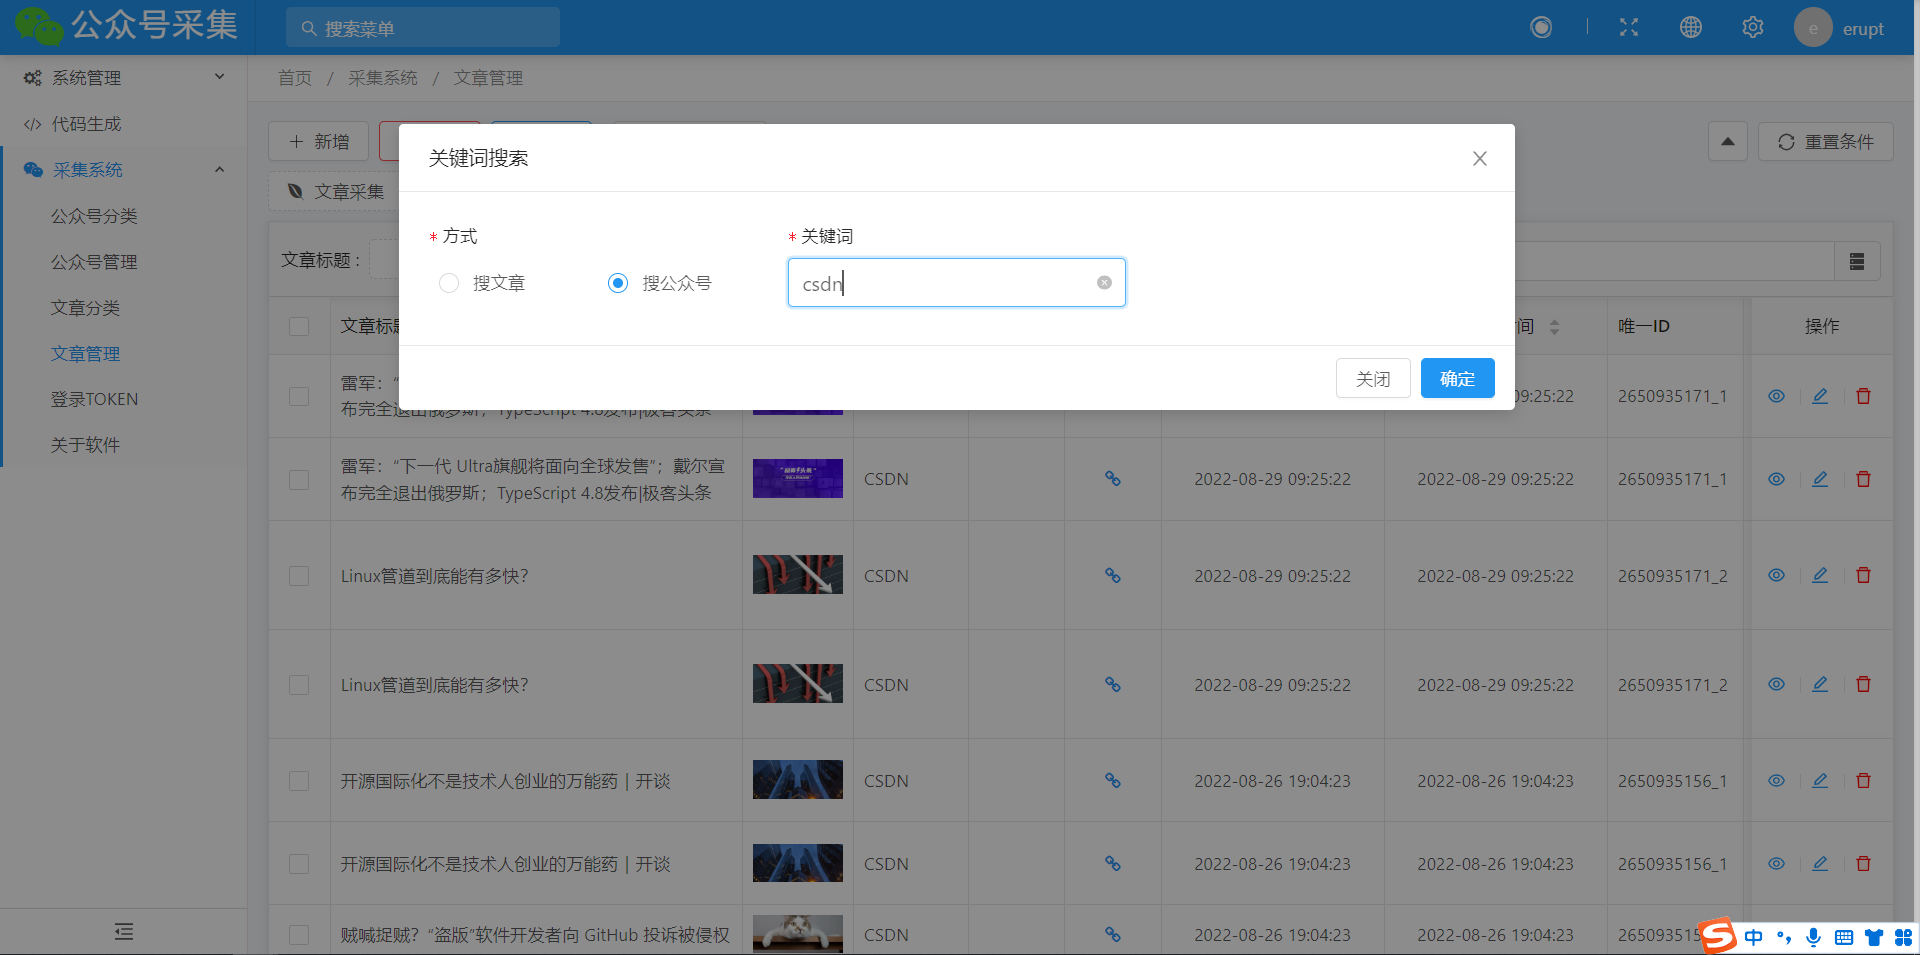 公众号采集
搜索菜单
e
erupt
系统管理
代码生成
采集系统
公众号分类
公众号管理
文章分类
文章管理
登录TOKEN
关于软件
首页 / 采集系统 / 文章管理
新增
重置条件
文章采集
文章标题 :
关键词搜索
* 方式
* 关键词
搜文章
搜公众号
csdn
关闭
确定
文章标题
间
唯一ID
操作
雷军：“
布完全退出俄罗斯；TypeScript 4.8发布|极客头条
09:25:22
2022-08-29 09:25:22
2650935171_1
雷军：“下一代 Ultra旗舰将面向全球发售”；戴尔宣
布完全退出俄罗斯；TypeScript 4.8发布|极客头条
CSDN
2022-08-29 09:25:22
2022-08-29 09:25:22
2650935171_1
Linux管道到底能有多快？
CSDN
2022-08-29 09:25:22
2022-08-29 09:25:22
2650935171_2
Linux管道到底能有多快？
CSDN
2022-08-29 09:25:22
2022-08-29 09:25:22
2650935171_2
开源国际化不是技术人创业的万能药 | 开谈
CSDN
2022-08-26 19:04:23
2022-08-26 19:04:23
2650935156_1
开源国际化不是技术人创业的万能药 | 开谈
CSDN
2022-08-26 19:04:23
2022-08-26 19:04:23
2650935156_1
贼喊捉贼？“盗版”软件开发者向 GitHub 投诉被侵权
CSDN
2022-08-26 19:04:23
2022-08-26 19:04:23
26509351
中